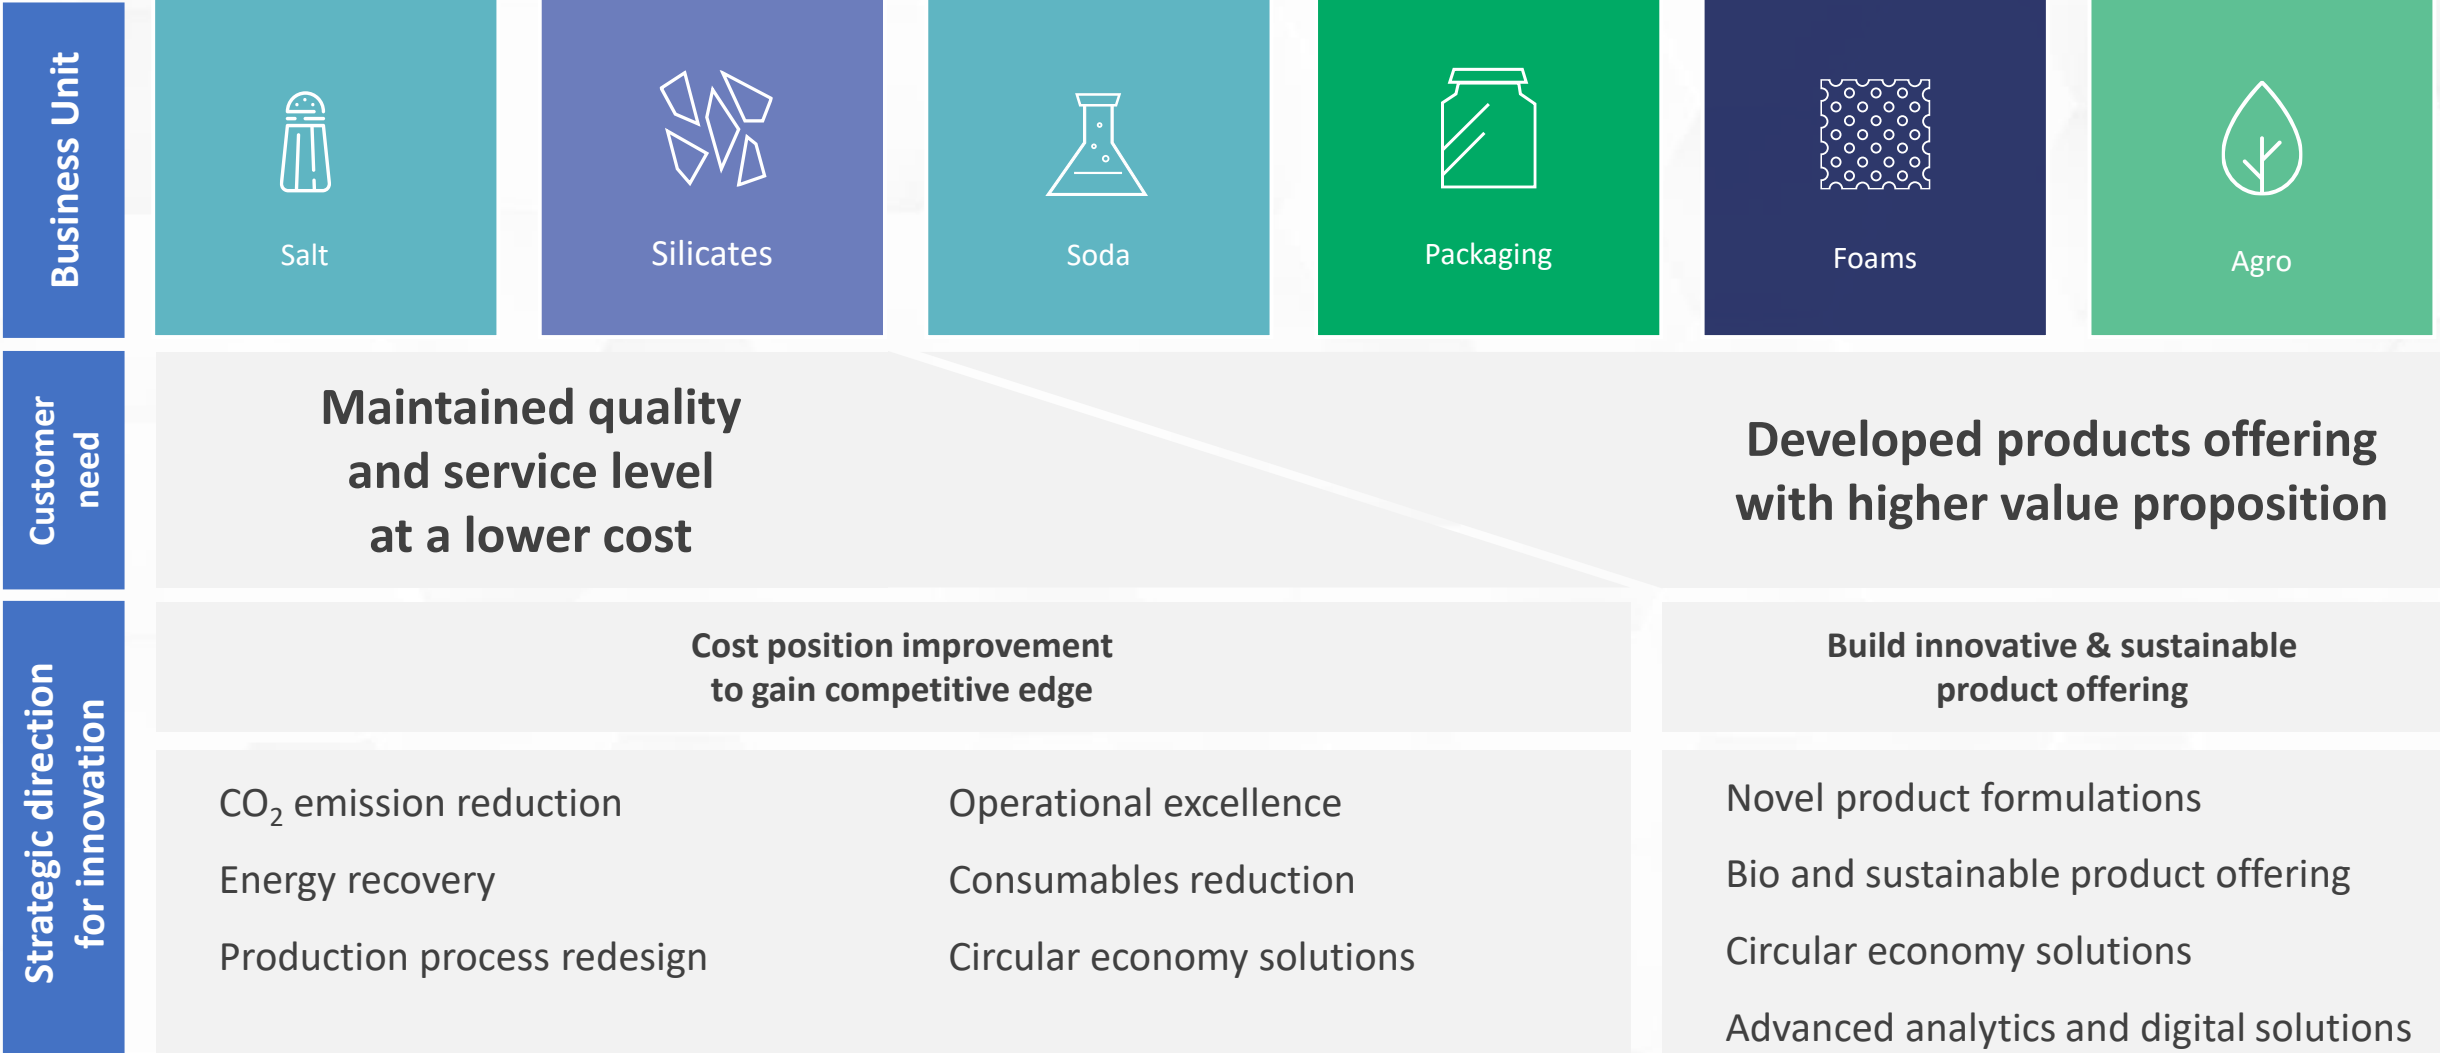 Business Unit
Salt
Silicates
Soda
Packaging
Foams
Agro
Customer
need
Maintained quality
and service level
at a lower cost
Developed products offering
with higher value proposition
Strategic direction
for innovation
Cost position improvement
to gain competitive edge
Build innovative & sustainable
product offering
CO₂ emission reduction
Energy recovery
Production process redesign
Operational excellence
Consumables reduction
Circular economy solutions
Novel product formulations
Bio and sustainable product offering
Circular economy solutions
Advanced analytics and digital solutions